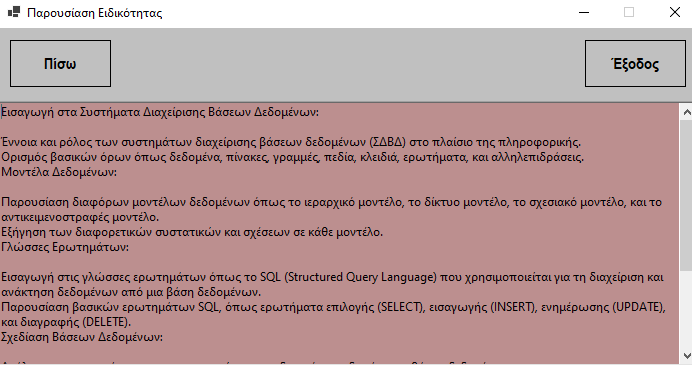 Παρουσίαση Ειδικότητας
Πίσω
Έξοδος
Εισαγωγή στα Συστήματα Διαχείρισης Βάσεων Δεδομένων:
Έννοια και ρόλος των συστημάτων διαχείρισης βάσεων δεδομένων (ΣΔΒΔ) στο πλαίσιο της πληροφορικής.
Ορισμός βασικών όρων όπως δεδομένα, πίνακες, γραμμές, πεδία, κλειδιά, ερωτήματα, και αλληλεπιδράσεις.
Μοντέλα Δεδομένων:
Παρουσίαση διαφόρων μοντέλων δεδομένων όπως το ιεραρχικό μοντέλο, το δίκτυο μοντέλο, το σχεσιακό μοντέλο, και το
αντικειμενοστραφές μοντέλο.
Εξήγηση των διαφορετικών συστατικών και σχέσεων σε κάθε μοντέλο.
Γλώσσες Ερωτημάτων:
Εισαγωγή στις γλώσσες ερωτημάτων όπως το SQL (Structured Query Language) που χρησιμοποιείται για τη διαχείριση και
ανάκτηση δεδομένων από μια βάση δεδομένων.
Παρουσίαση βασικών ερωτημάτων SQL, όπως ερωτήματα επιλογής (SELECT), εισαγωγής (INSERT), ενημέρωσης (UPDATE),
και διαγραφής (DELETE).
Σχεδίαση Βάσεων Δεδομένων: